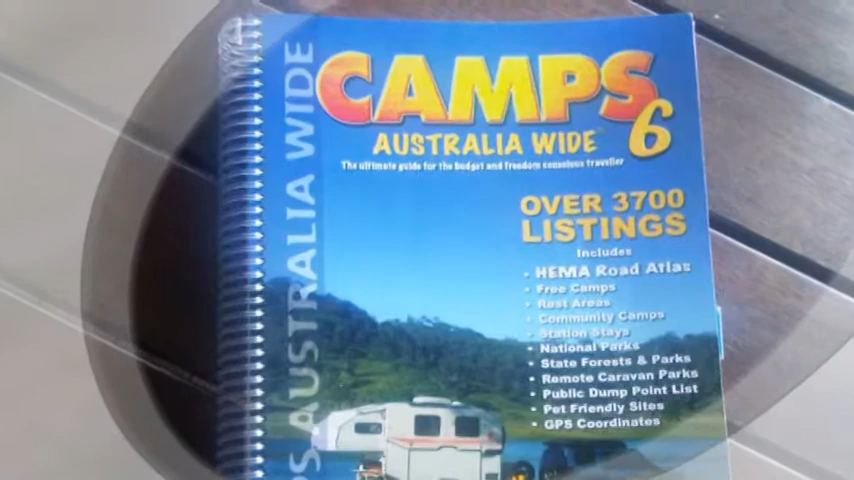 CAMPS 6
AUSTRALIA WIDE
The ultimate guide for the budget and freedom conscious traveller
OVER 3700
LISTINGS
Includes
• HEMA Road Atlas
• Free Camps
• Rest Areas
• Community Camps
• Station Stays
• National Parks
• State Forests & Parks
• Remote Caravan Parks
• Public Dump Point List
• Pet Friendly Sites
• GPS Coordinates
PS AUSTRALIA WIDE